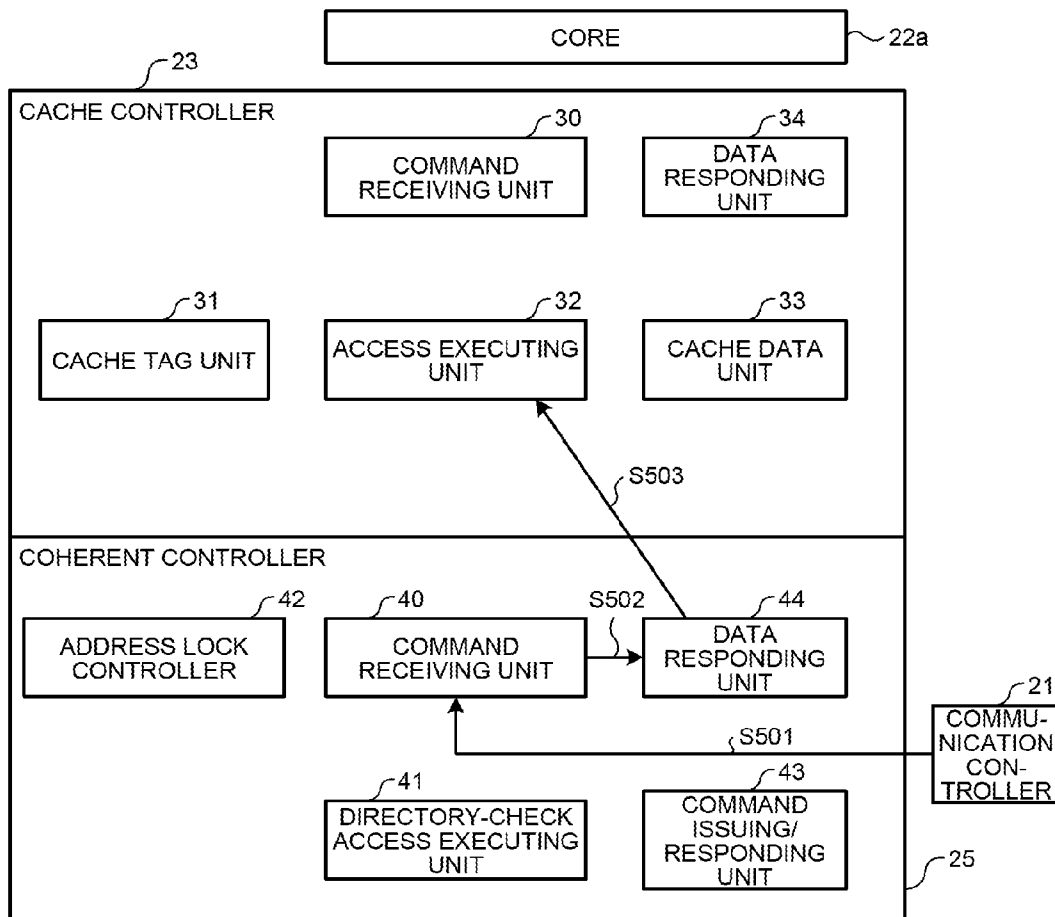 CORE
22a
23
CACHE CONTROLLER
30
COMMAND
RECEIVING UNIT
34
DATA
RESPONDING
UNIT
31
CACHE TAG UNIT
32
ACCESS EXECUTING
UNIT
33
CACHE DATA
UNIT
S503
COHERENT CONTROLLER
42
ADDRESS LOCK
CONTROLLER
40
COMMAND
RECEIVING UNIT
S502
44
DATA
RESPONDING
UNIT
21
COMMU-
NICATION
CON-
TROLLER
S501
41
DIRECTORY-CHECK
ACCESS EXECUTING
UNIT
43
COMMAND
ISSUING/
RESPONDING
UNIT
25